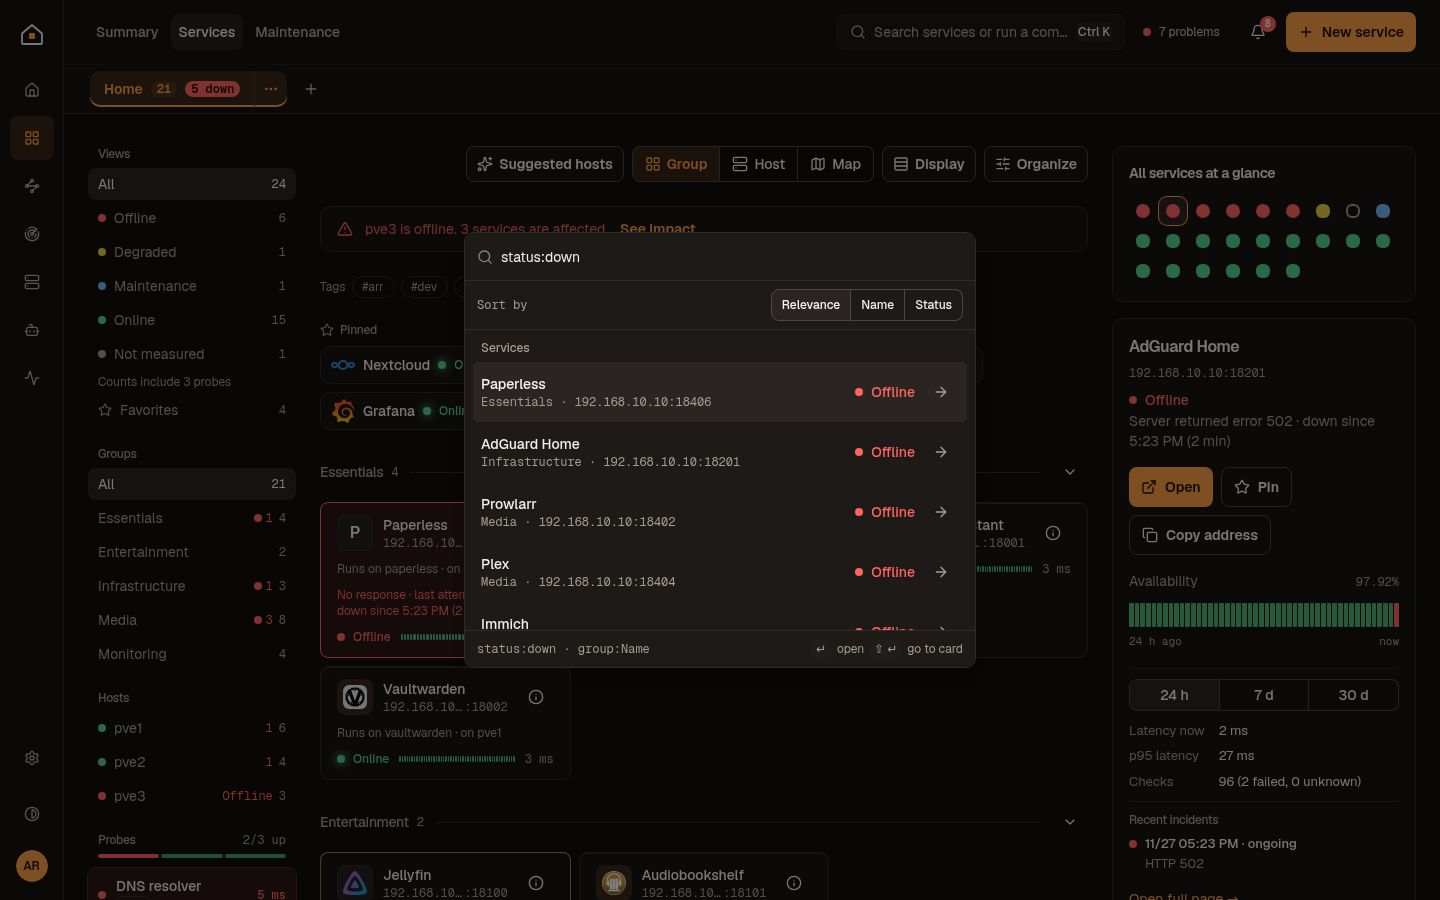 Summary
Services
Maintenance
Search services or run a com...
Ctrl K
7 problems
8
New service
Home 21 5 down
Views
All 24
Offline 6
Degraded 1
Maintenance 1
Online 15
Not measured 1
Counts include 3 probes
Favorites 4
Groups
All 21
Essentials 1 4
Entertainment 2
Infrastructure 1 3
Media 3 8
Monitoring 4
Hosts
pve1 1 6
pve2 1 4
pve3 Offline 3
Probes 2/3 up
DNS resolver
5 ms
AR
Suggested hosts
Group
Host
Map
Display
Organize
pve3 is offline. 3 services are affected. See impact
Tags #arr #dev
Pinned
Nextcloud
Grafana
Essentials 4
P
Paperless
192.168.10...
Runs on paperless · on
No response · last atten
down since 5:23 PM (2
Offline
tant
:18001
3 ms
Vaultwarden
192.168.10...:18002
Runs on vaultwarden · on pve1
Online 3 ms
Entertainment 2
Jellyfin
192.168.10...:18100
Audiobookshelf
192.168.10...:18101
status:down
Sort by
Relevance
Name
Status
Services
Paperless
Essentials · 192.168.10.10:18406
Offline
AdGuard Home
Infrastructure · 192.168.10.10:18201
Offline
Prowlarr
Media · 192.168.10.10:18402
Offline
Plex
Media · 192.168.10.10:18404
Offline
Immich
Offline
status:down · group:Name
↵ open ⇧ ↵ go to card
All services at a glance
AdGuard Home
192.168.10.10:18201
Offline
Server returned error 502 · down since
5:23 PM (2 min)
Open
Pin
Copy address
Availability 97.92%
24 h ago now
24 h
7 d
30 d
Latency now 2 ms
p95 latency 27 ms
Checks 96 (2 failed, 0 unknown)
Recent incidents
11/27 05:23 PM · ongoing
HTTP 502
Open full page →